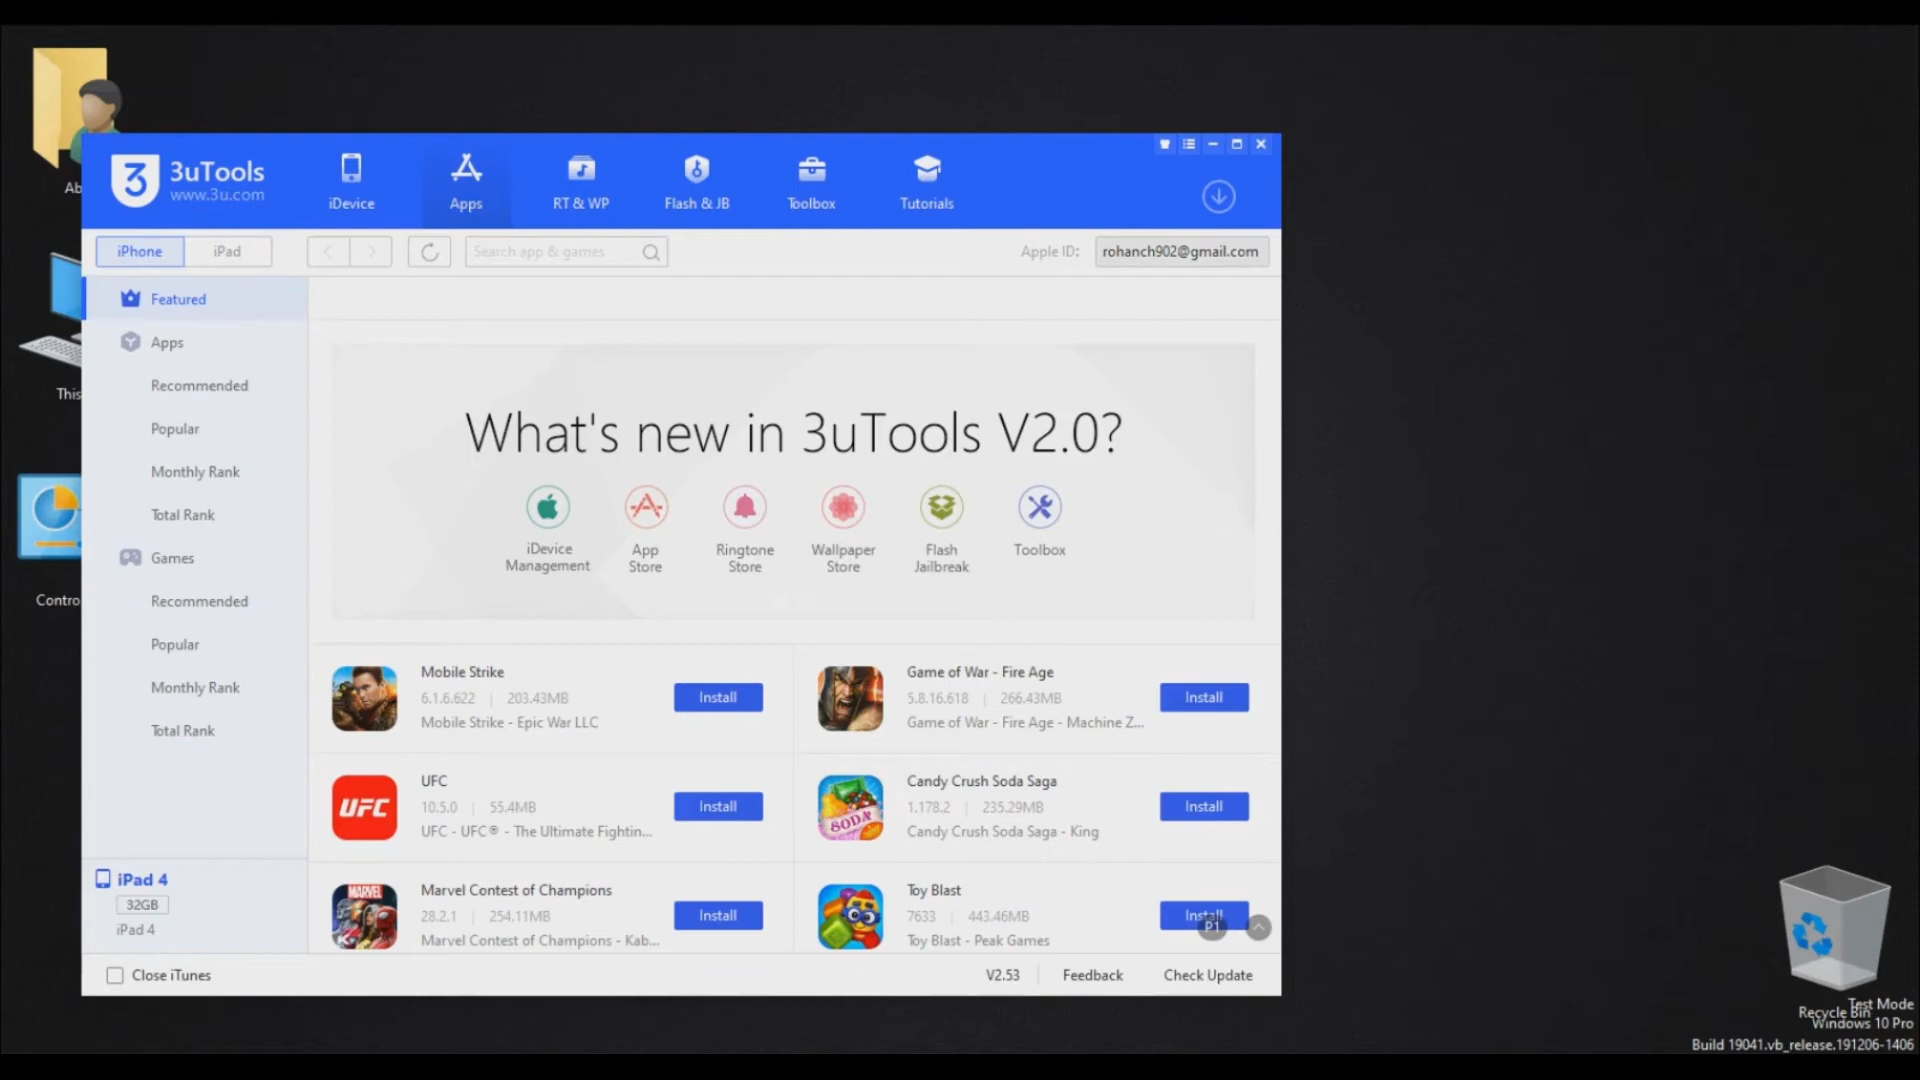 Ab
This
Contro
3uTools
www.3u.com
iDevice
Apps
RT & WP
Flash & JB
Toolbox
Tutorials
iPhone
iPad
Search app & games
Apple ID:
rohanch902@gmail.com
Featured
Apps
Recommended
Popular
Monthly Rank
Total Rank
Games
Recommended
Popular
Monthly Rank
Total Rank
iPad 4
32GB
iPad 4
What's new in 3uTools V2.0?
iDevice
Management
App
Store
Ringtone
Store
Wallpaper
Store
Flash
Jailbreak
Toolbox
Mobile Strike
6.1.6.622 | 203.43MB
Mobile Strike - Epic War LLC
Install
Game of War - Fire Age
5.8.16.618 | 266.43MB
Game of War - Fire Age - Machine Z...
Install
UFC
UFC
10.5.0 | 55.4MB
UFC - UFC® - The Ultimate Fightin...
Install
SODA
Candy Crush Soda Saga
1.178.2 | 235.29MB
Candy Crush Soda Saga - King
Install
MARVEL
Marvel Contest of Champions
28.2.1 | 254.11MB
Marvel Contest of Champions - Kab...
Install
Toy Blast
7633 | 443.46MB
Toy Blast - Peak Games
Install
P1
Close iTunes
V2.53
Feedback
Check Update
Recycle Bin
Test Mode
Windows 10 Pro
Build 19041.vb_release.191206-1406